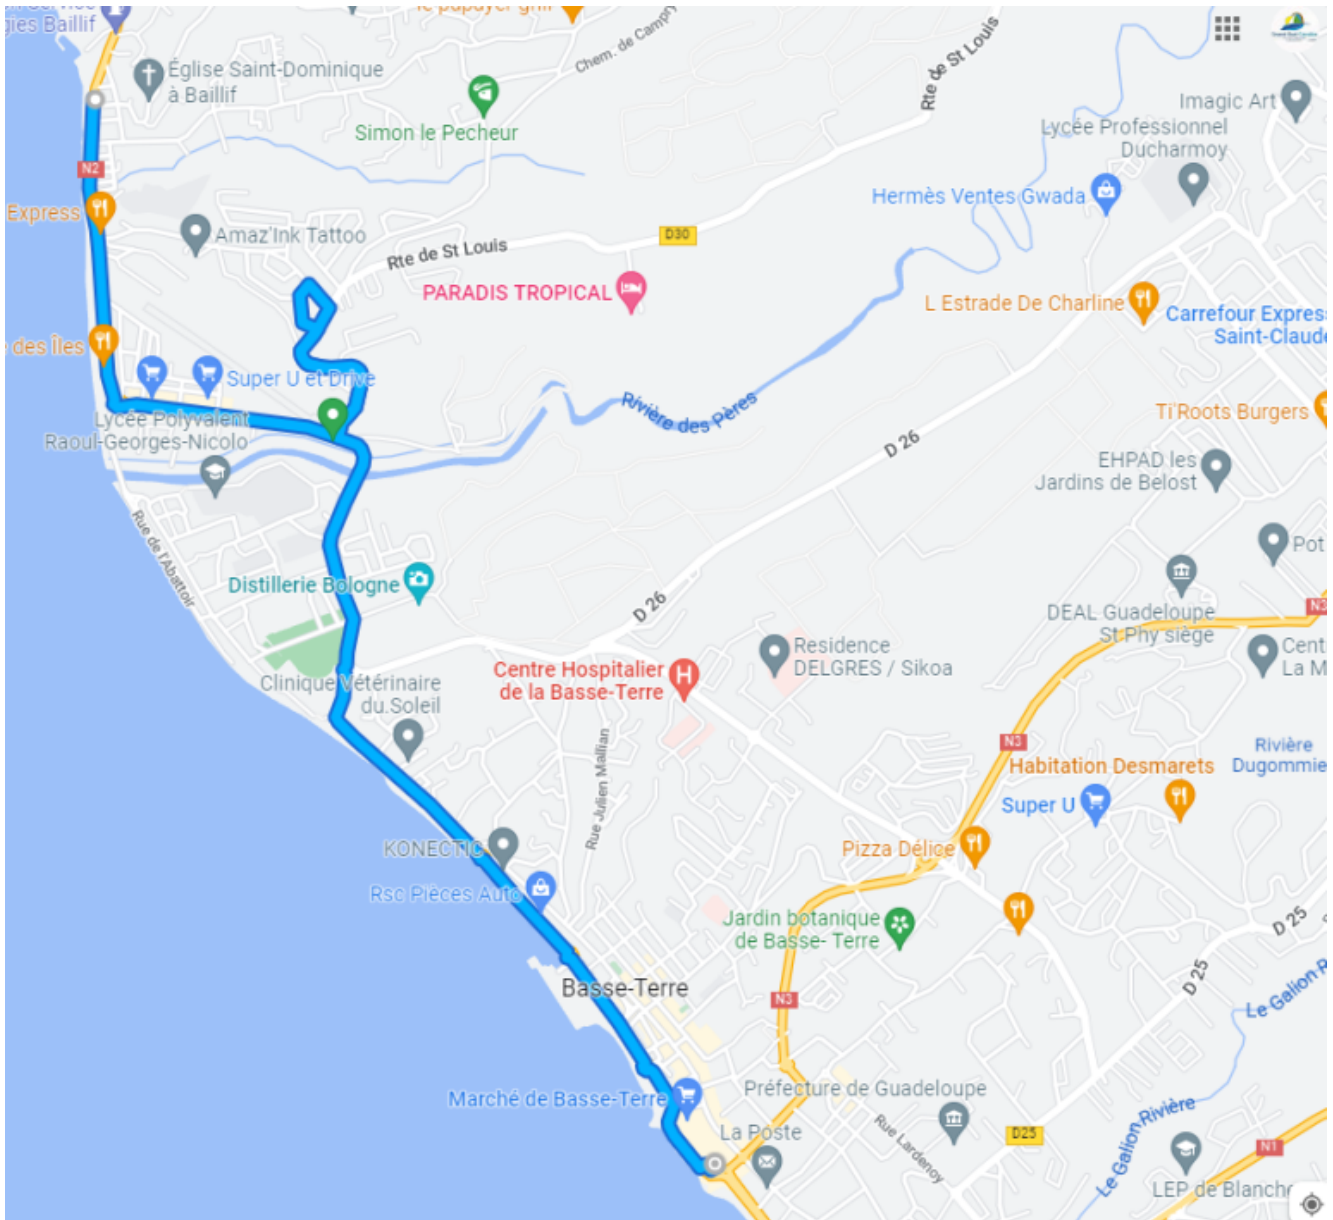 gies Baillif
Église Saint-Dominique
à Baillif
Chem. de Campry
Rte de St Louis
Simon le Pecheur
Imagic Art
Lycée Professionnel
Ducharmoy
N2
Hermès Ventes Gwada
Express
Amaz'Ink Tattoo
Rte de St Louis
D30
PARADIS TROPICAL
L Estrade De Charline
Carrefour Express
Saint-Claude
des Îles
Super U et Drive
Rivière des Pères
Ti'Roots Burgers
Lycée Polyvalent
Raoul-Georges-Nicolo
D 26
EHPAD les
Jardins de Belost
Rue de l'Abattoir
Pot
Distillerie Bologne
D 26
DEAL Guadeloupe
St Phy siège
N3
Residence
DELGRES / Sikoa
Centre Hospitalier
de la Basse-Terre
Cent
La M
Clinique Vétérinaire
du.Soleil
N3
Rivière
Dugommie
Rue Julien Mallian
Habitation Desmarets
Super U
KONECTIC
Pizza Délice
Rsc Pièces Auto
Jardin botanique
de Basse- Terre
D 25
D 25
Basse-Terre
N3
Le Galion R
Marché de Basse-Terre
Préfecture de Guadeloupe
La Poste
Rue Lardenoy
D25
Le Galion Rivière
N1
LEP de Blanche